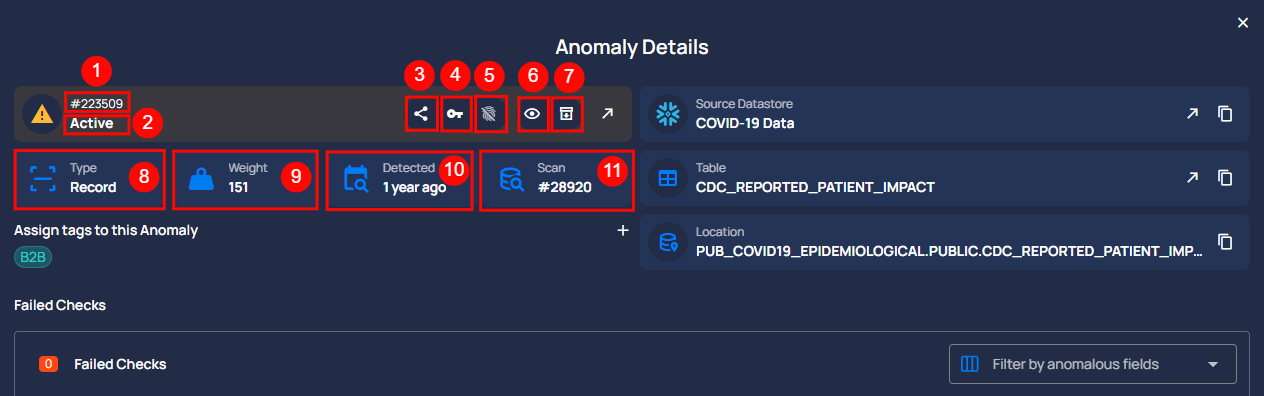 Anomaly Details
1
#223509
Active
2
3
4
5
6
7
Source Datastore
COVID-19 Data
Type
Record
8
Weight
151
9
Detected
1 year ago
10
Scan
#28920
11
Table
CDC_REPORTED_PATIENT_IMPACT
Assign tags to this Anomaly
B2B
Location
PUB_COVID19_EPIDEMIOLOGICAL.PUBLIC.CDC_REPORTED_PATIENT_IMP...
Failed Checks
0 Failed Checks
Filter by anomalous fields